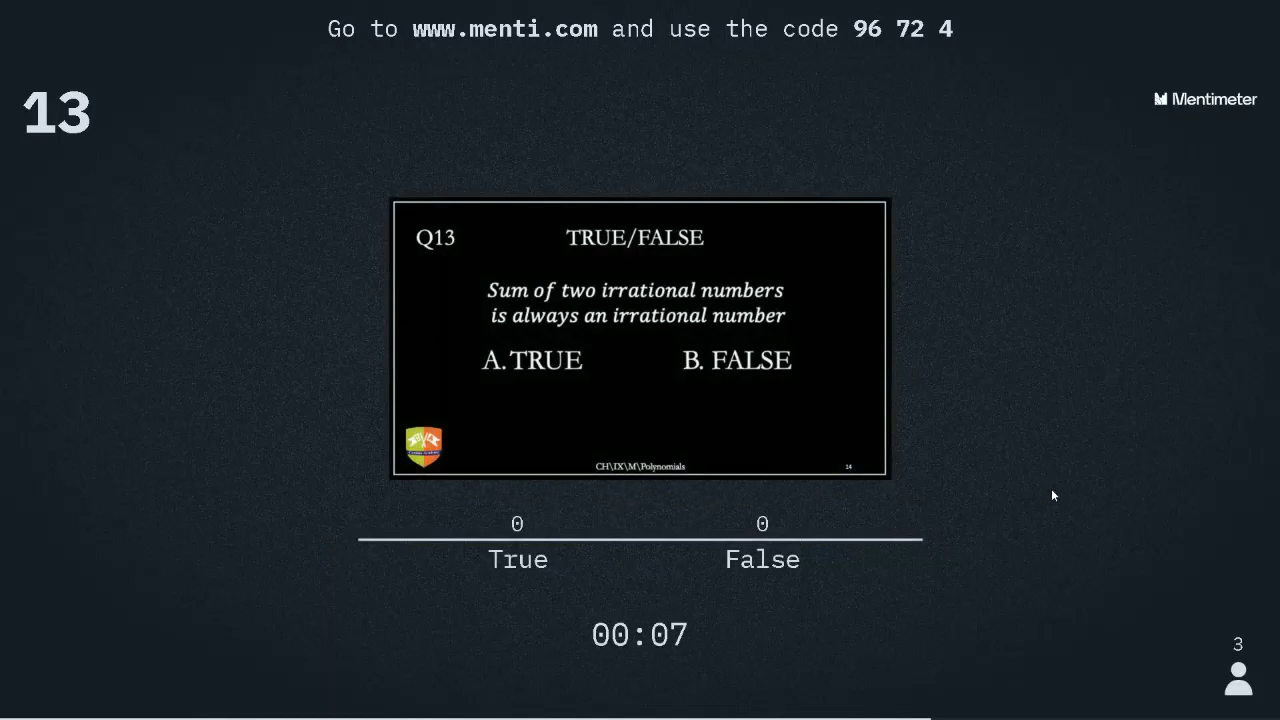 Go to www.menti.com and use the code 96 72 4
13
Mentimeter
Q13 TRUE/FALSE
Sum of two irrational numbers
is always an irrational number
A. TRUE B. FALSE
CH\IX\M\Polynomials 14
0 0
True False
00:07
3